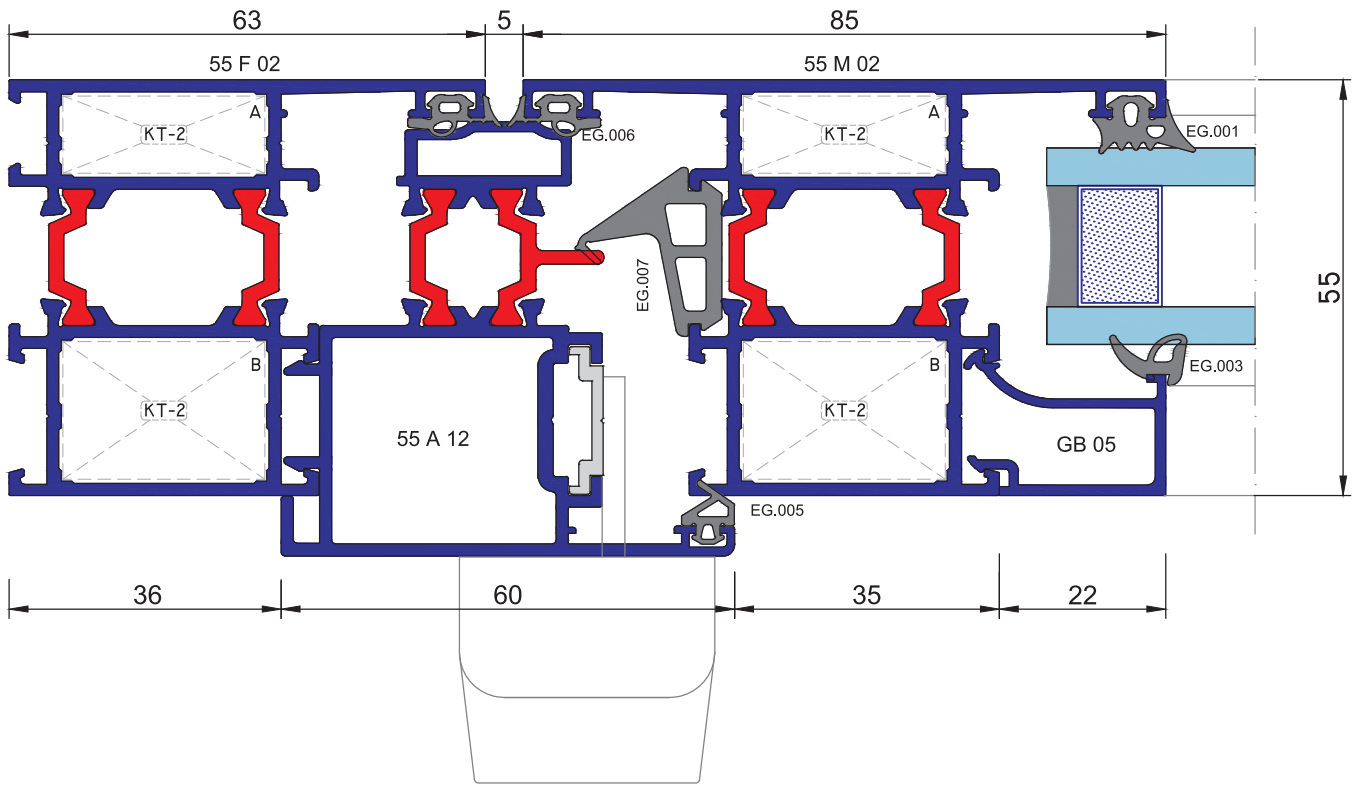 63 5 85
55 F 02 55 M 02
A A
KT-2 KT-2
EG.006 EG.001
EG.007
55
B B
EG.003
KT-2 KT-2
55 A 12 GB 05
EG.005
36 60 35 22